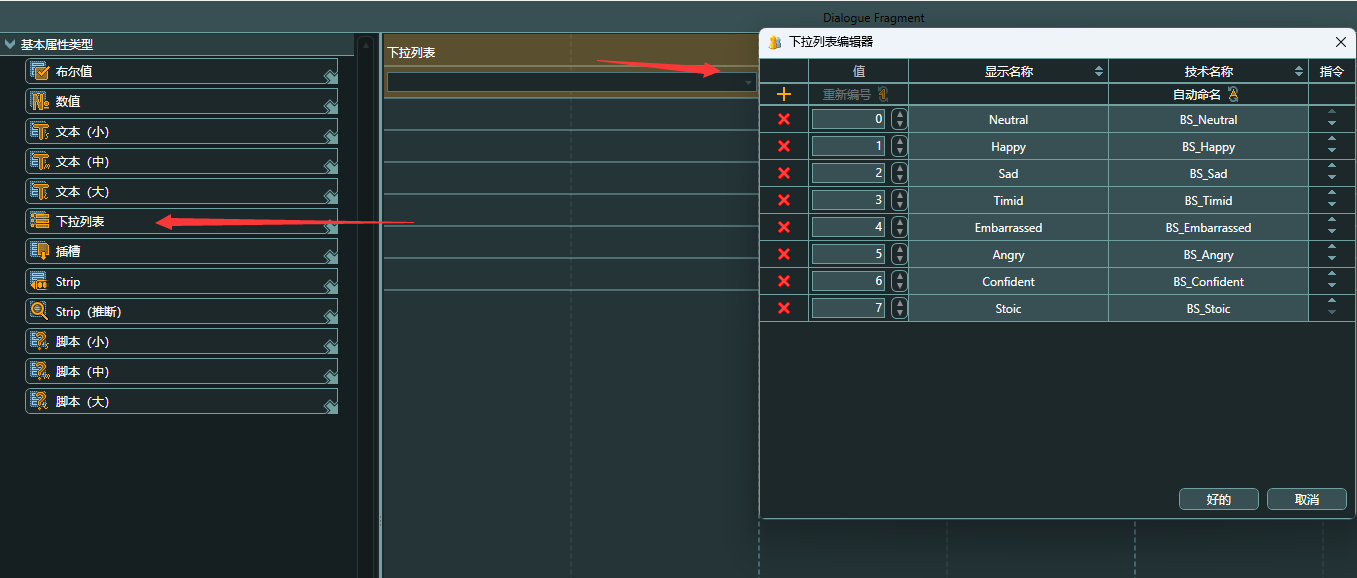 Dialogue Fragment
基本属性类型
布尔值
数值
文本（小）
文本（中）
文本（大）
下拉列表
插槽
Strip
Strip（推断）
脚本（小）
脚本（中）
脚本（大）
下拉列表
下拉列表编辑器
值 显示名称 技术名称 指令
重新编号 自动命名
0 Neutral BS_Neutral
1 Happy BS_Happy
2 Sad BS_Sad
3 Timid BS_Timid
4 Embarrassed BS_Embarrassed
5 Angry BS_Angry
6 Confident BS_Confident
7 Stoic BS_Stoic
好的 取消